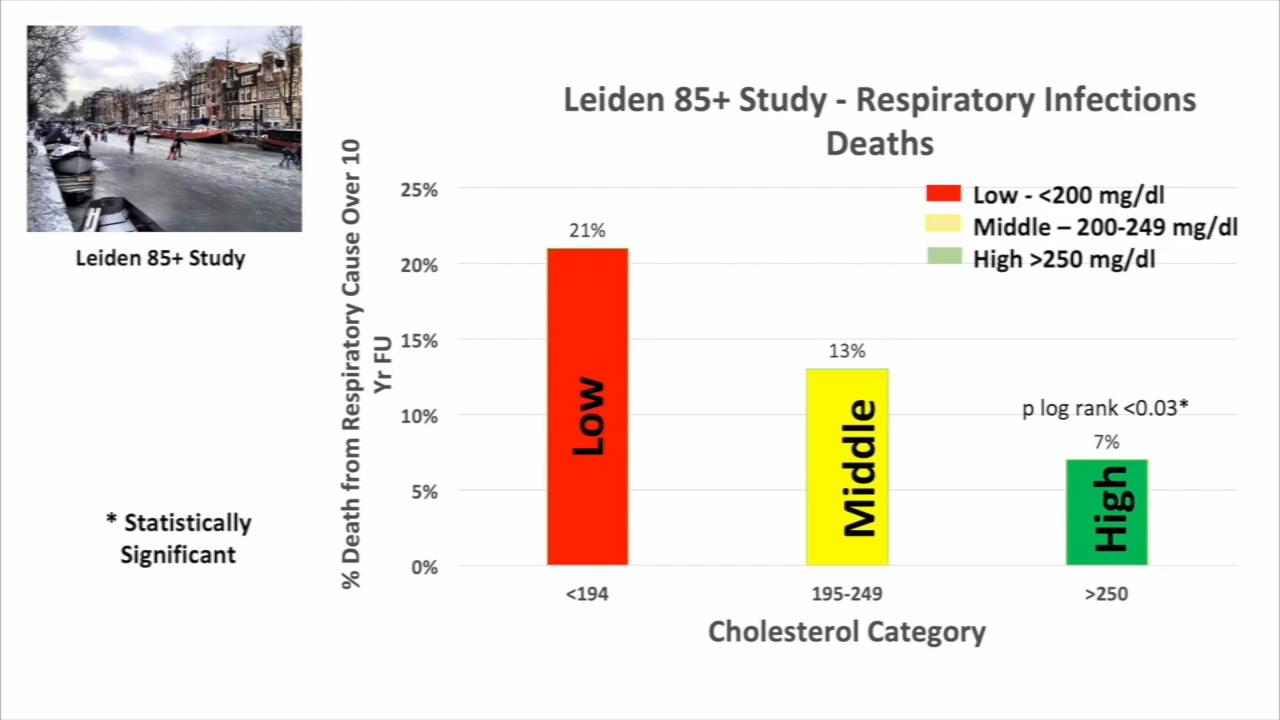 Leiden 85+ Study
* Statistically
Significant
Leiden 85+ Study - Respiratory Infections
Deaths
% Death from Respiratory Cause Over 10
Yr FU
25%
20%
15%
10%
5%
0%
Low - <200 mg/dl
Middle – 200-249 mg/dl
High >250 mg/dl
21%
13%
p log rank <0.03*
7%
Low
Middle
High
<194
195-249
>250
Cholesterol Category